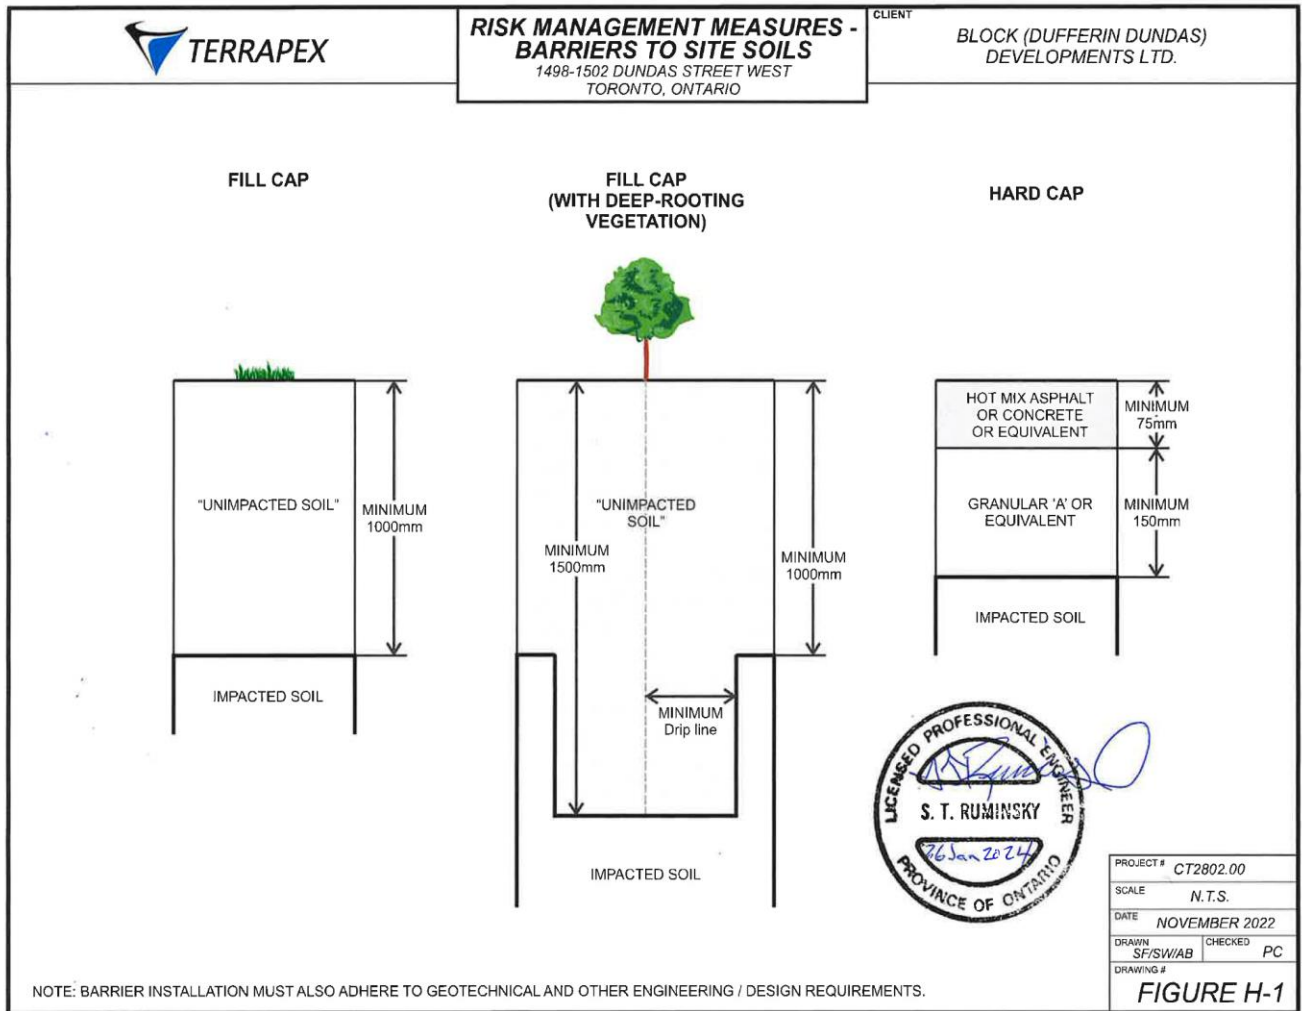 TERRAPEX
RISK MANAGEMENT MEASURES -
BARRIERS TO SITE SOILS
1498-1502 DUNDAS STREET WEST
TORONTO, ONTARIO
CLIENT
BLOCK (DUFFERIN DUNDAS)
DEVELOPMENTS LTD.
FILL CAP
"UNIMPACTED SOIL"
MINIMUM
1000mm
IMPACTED SOIL
FILL CAP
(WITH DEEP-ROOTING
VEGETATION)
"UNIMPACTED
SOIL"
MINIMUM
1500mm
MINIMUM
1000mm
MINIMUM
Drip line
IMPACTED SOIL
HARD CAP
HOT MIX ASPHALT
OR CONCRETE
OR EQUIVALENT
MINIMUM
75mm
GRANULAR 'A' OR
EQUIVALENT
MINIMUM
150mm
IMPACTED SOIL
LICENSED PROFESSIONAL ENGINEER
S. T. RUMINSKY
26 Jan 2024
PROVINCE OF ONTARIO
PROJECT # CT2802.00
SCALE N.T.S.
DATE NOVEMBER 2022
DRAWN SF/SW/AB CHECKED PC
DRAWING #
FIGURE H-1
NOTE: BARRIER INSTALLATION MUST ALSO ADHERE TO GEOTECHNICAL AND OTHER ENGINEERING / DESIGN REQUIREMENTS.